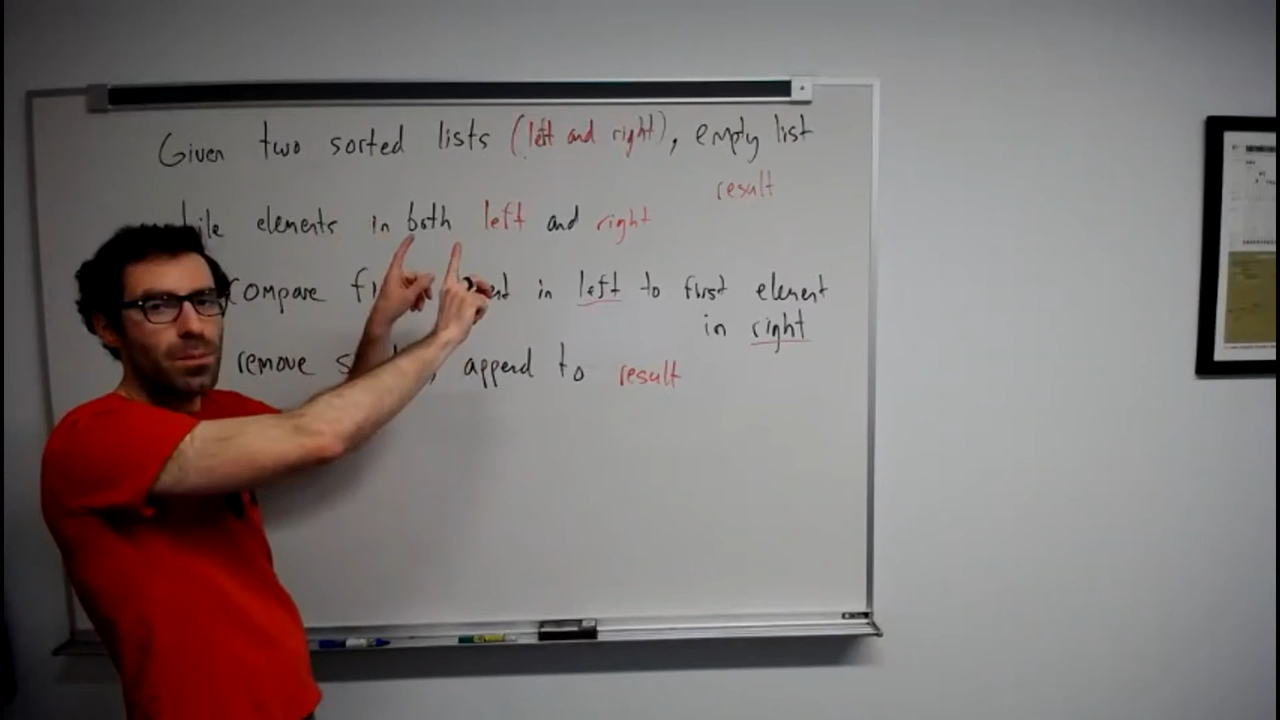 Given two sorted lists (left and right), empty list
result
elements in both left and right
compare in left to first element
in right
remove append to result